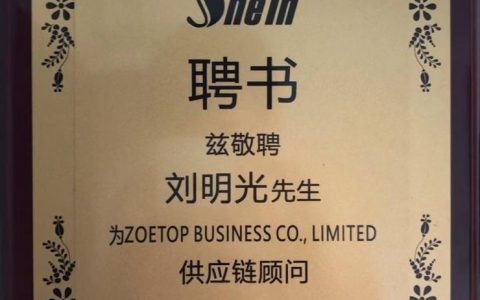 SheIn
聘书
兹敬聘
刘明光先生
为ZOETOP BUSINESS CO., LIMITED
供应链顾问